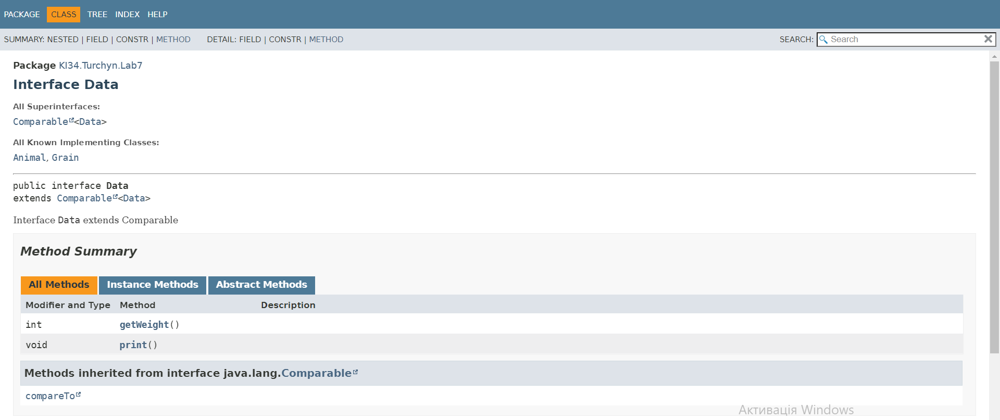 PACKAGE CLASS TREE INDEX HELP
SUMMARY: NESTED | FIELD | CONSTR | METHOD DETAIL: FIELD | CONSTR | METHOD SEARCH: Search
Package KI34.Turchyn.Lab7
Interface Data
All Superinterfaces:
Comparable<Data>
All Known Implementing Classes:
Animal, Grain
public interface Data
extends Comparable<Data>
Interface Data extends Comparable
Method Summary
All Methods Instance Methods Abstract Methods
Modifier and Type Method Description
int getWeight()
void print()
Methods inherited from interface java.lang.Comparable
compareTo
Активація Windows